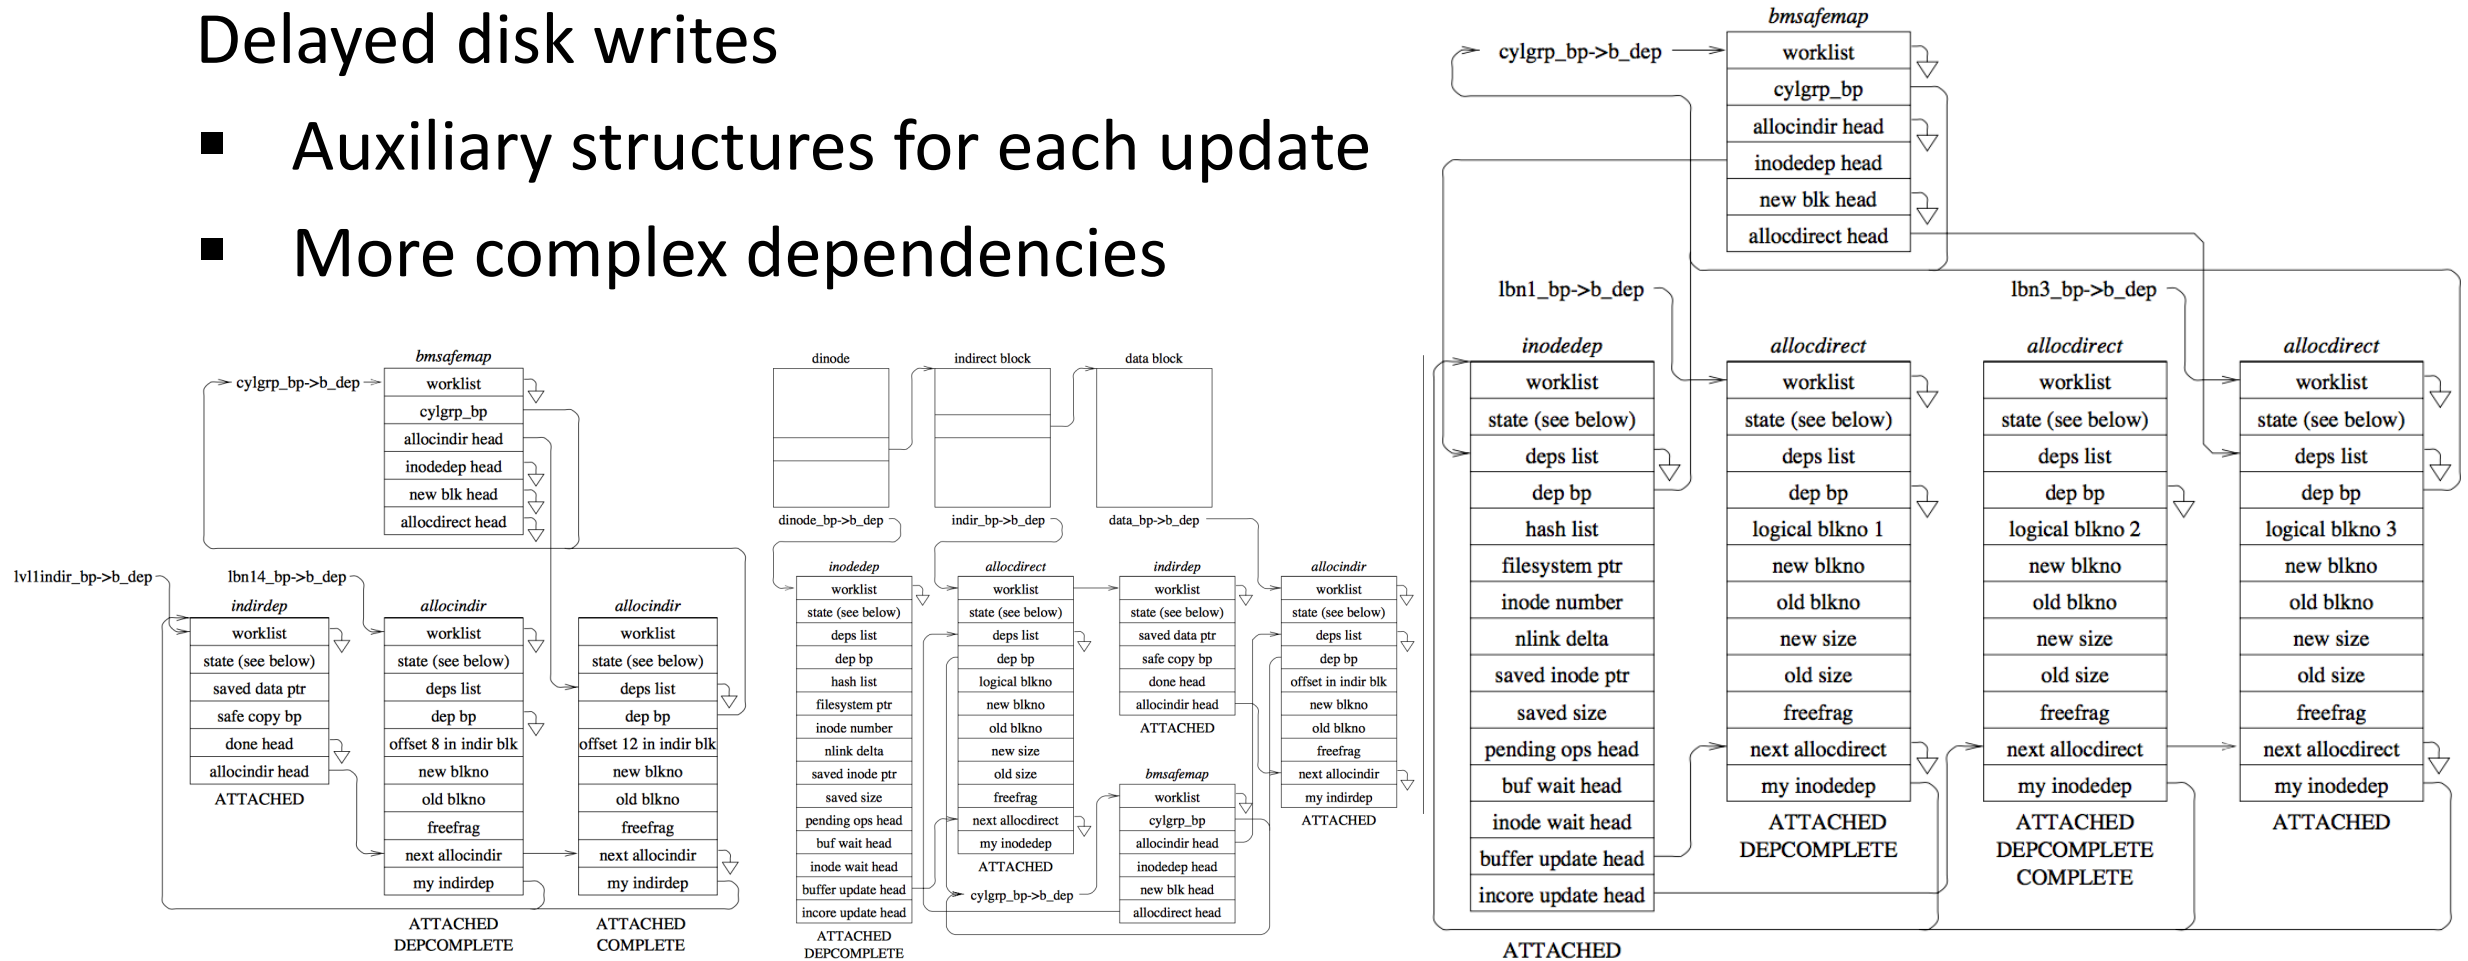 Delayed disk writes
▪ Auxiliary structures for each update
▪ More complex dependencies
bmsafemap
cylgrp_bp->b_dep
worklist
cylgrp_bp
allocindir head
inodedep head
new blk head
allocdirect head
lvl1indir_bp->b_dep
lbn14_bp->b_dep
indirdep
worklist
state (see below)
saved data ptr
safe copy bp
done head
allocindir head
ATTACHED
allocindir
worklist
state (see below)
deps list
dep bp
offset 8 in indir blk
new blkno
old blkno
freefrag
next allocindir
my indirdep
ATTACHED
DEPCOMPLETE
allocindir
worklist
state (see below)
deps list
dep bp
offset 12 in indir blk
new blkno
old blkno
freefrag
next allocindir
my indirdep
ATTACHED
COMPLETE
dinode
indirect block
data block
dinode_bp->b_dep
indir_bp->b_dep
data_bp->b_dep
inodedep
worklist
state (see below)
deps list
dep bp
hash list
filesystem ptr
inode number
nlink delta
saved inode ptr
saved size
pending ops head
buf wait head
inode wait head
buffer update head
incore update head
ATTACHED
DEPCOMPLETE
allocdirect
worklist
state (see below)
deps list
dep bp
logical blkno
new blkno
old blkno
new size
old size
freefrag
next allocdirect
my inodedep
ATTACHED
cylgrp_bp->b_dep
indirdep
worklist
state (see below)
saved data ptr
safe copy bp
done head
allocindir head
ATTACHED
bmsafemap
worklist
cylgrp_bp
allocindir head
inodedep head
new blk head
allocdirect head
allocindir
worklist
state (see below)
deps list
dep bp
offset in indir blk
new blkno
old blkno
freefrag
next allocindir
my indirdep
ATTACHED
bmsafemap
cylgrp_bp->b_dep
worklist
cylgrp_bp
allocindir head
inodedep head
new blk head
allocdirect head
lbn1_bp->b_dep
lbn3_bp->b_dep
inodedep
worklist
state (see below)
deps list
dep bp
hash list
filesystem ptr
inode number
nlink delta
saved inode ptr
saved size
pending ops head
buf wait head
inode wait head
buffer update head
incore update head
ATTACHED
allocdirect
worklist
state (see below)
deps list
dep bp
logical blkno 1
new blkno
old blkno
new size
old size
freefrag
next allocdirect
my inodedep
ATTACHED
DEPCOMPLETE
allocdirect
worklist
state (see below)
deps list
dep bp
logical blkno 2
new blkno
old blkno
new size
old size
freefrag
next allocdirect
my inodedep
ATTACHED
DEPCOMPLETE
COMPLETE
allocdirect
worklist
state (see below)
deps list
dep bp
logical blkno 3
new blkno
old blkno
new size
old size
freefrag
next allocdirect
my inodedep
ATTACHED